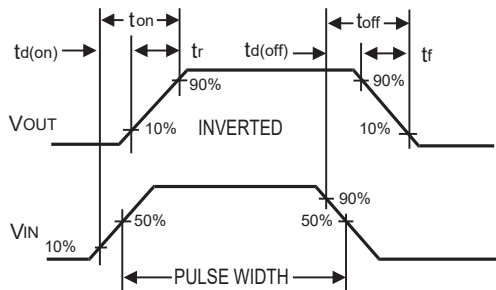 ton toff
td(on) tr td(off) tf
90% 90%
VOUT 10% INVERTED 10%
90%
50% 50%
VIN 10%
PULSE WIDTH